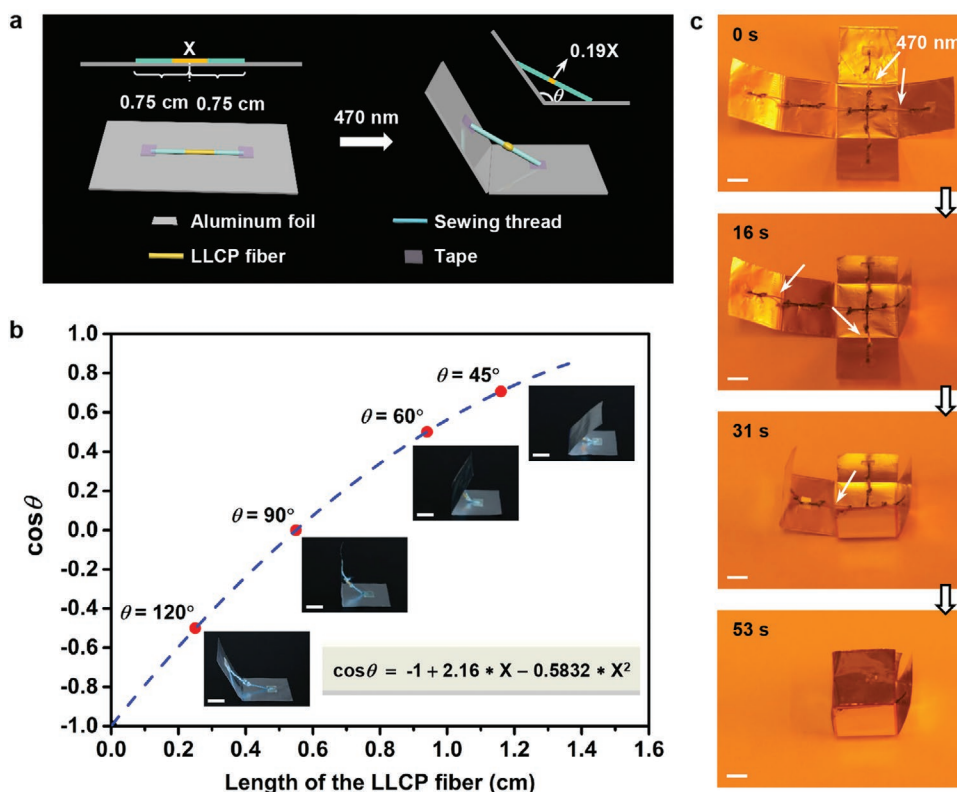 a
X
0.75 cm 0.75 cm
470 nm
0.19X
θ
Aluminum foil
Sewing thread
LLCP fiber
Tape
b
1.0
0.8
0.6
0.4
0.2
0.0
-0.2
-0.4
-0.6
-0.8
-1.0
cosθ
θ = 45°
θ = 60°
θ = 90°
θ = 120°
cosθ = -1 + 2.16 * X − 0.5832 * X²
0.0 0.2 0.4 0.6 0.8 1.0 1.2 1.4 1.6
Length of the LLCP fiber (cm)
c
0 s
470 nm
16 s
31 s
53 s